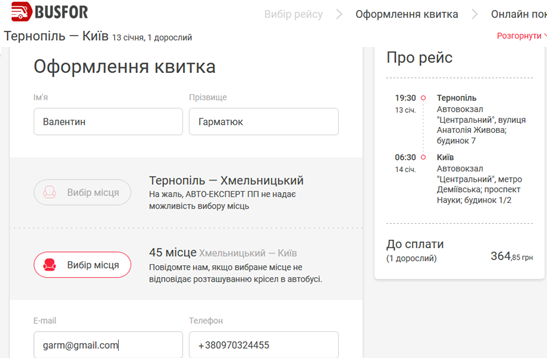 BUSFOR
Вибір рейсу
Оформлення квитка
Онлайн пок
Тернопіль — Київ 13 січня, 1 дорослий
Розгорнути
Оформлення квитка
Ім'я
Прізвище
Валентин
Гарматюк
Вибір місця
Тернопіль — Хмельницький
На жаль, АВТО-ЕКСПЕРТ ПП не надає
можливість вибору місць
Вибір місця
45 місце Хмельницький — Київ
Повідомте нам, якщо вибране місце не
відповідає розташуванню крісел в автобусі.
E-mail
Телефон
garm@gmail.com
+380970324455
Про рейс
19:30 Тернопіль
13 січ. Автовокзал
"Центральний", вулиця
Анатолія Живова;
будинок 7
06:30 Київ
14 січ. Автовокзал
"Центральний", метро
Деміївська; проспект
Науки; будинок 1/2
До сплати
(1 дорослий)
364,85 грн